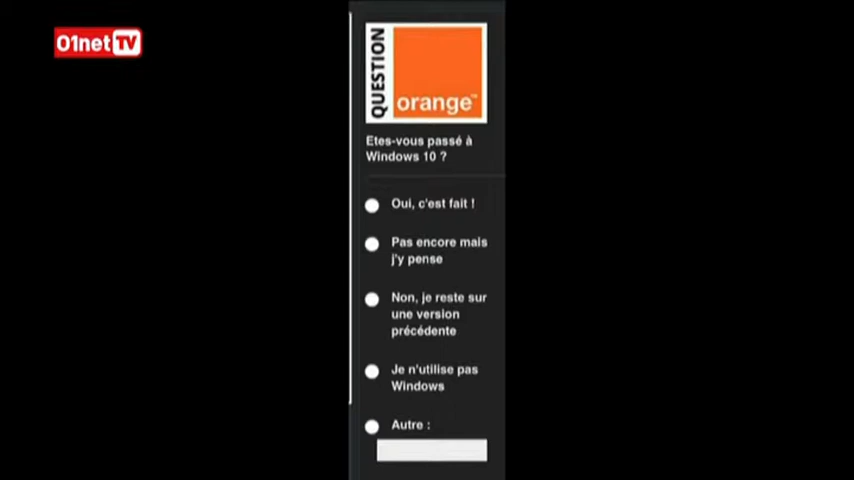 01net TV
QUESTION
orange™
Etes-vous passé à
Windows 10 ?
Oui, c'est fait !
Pas encore mais
j'y pense
Non, je reste sur
une version
précédente
Je n'utilise pas
Windows
Autre :